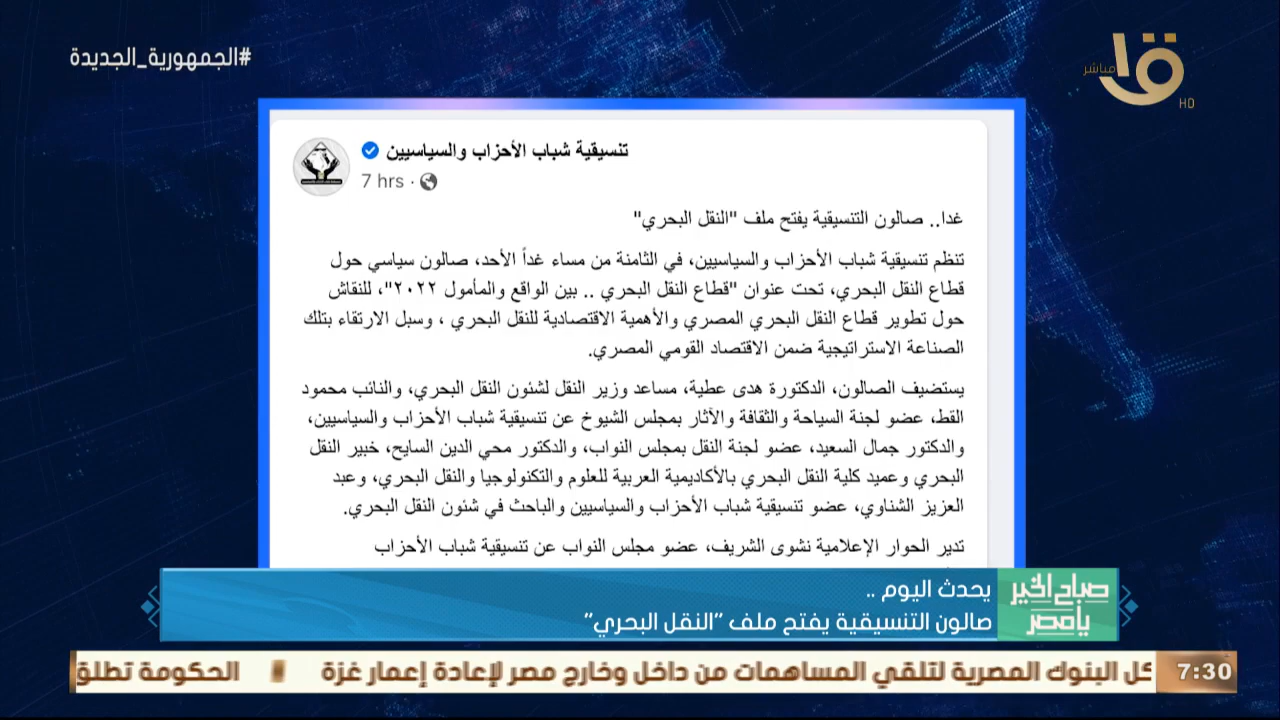 #الجمهورية_الجديدة
مباشر
HD
تنسيقية شباب الأحزاب والسياسيين
7 hrs ·
غدا.. صالون التنسيقية يفتح ملف "النقل البحري"
تنظم تنسيقية شباب الأحزاب والسياسيين، في الثامنة من مساء غداً الأحد، صالون سياسي حول
قطاع النقل البحري، تحت عنوان "قطاع النقل البحري .. بين الواقع والمأمول ٢٠٢٢"، للنقاش
حول تطوير قطاع النقل البحري المصري والأهمية الاقتصادية للنقل البحري ، وسبل الارتقاء بتلك
الصناعة الاستراتيجية ضمن الاقتصاد القومي المصري.
يستضيف الصالون، الدكتورة هدى عطية، مساعد وزير النقل لشئون النقل البحري، والنائب محمود
القط، عضو لجنة السياحة والثقافة والآثار بمجلس الشيوخ عن تنسيقية شباب الأحزاب والسياسيين،
والدكتور جمال السعيد، عضو لجنة النقل بمجلس النواب، والدكتور محي الدين السايح، خبير النقل
البحري وعميد كلية النقل البحري بالأكاديمية العربية للعلوم والتكنولوجيا والنقل البحري، وعبد
العزيز الشناوي، عضو تنسيقية شباب الأحزاب والسياسيين والباحث في شئون النقل البحري.
تدير الحوار الإعلامية نشوى الشريف، عضو مجلس النواب عن تنسيقية شباب الأحزاب
صباح الخير
يا مصر
يحدث اليوم ..
صالون التنسيقية يفتح ملف "النقل البحري"
7:30
كل البنوك المصرية لتلقي المساهمات من داخل وخارج مصر لإعادة إعمار غزة
الحكومة تطلق